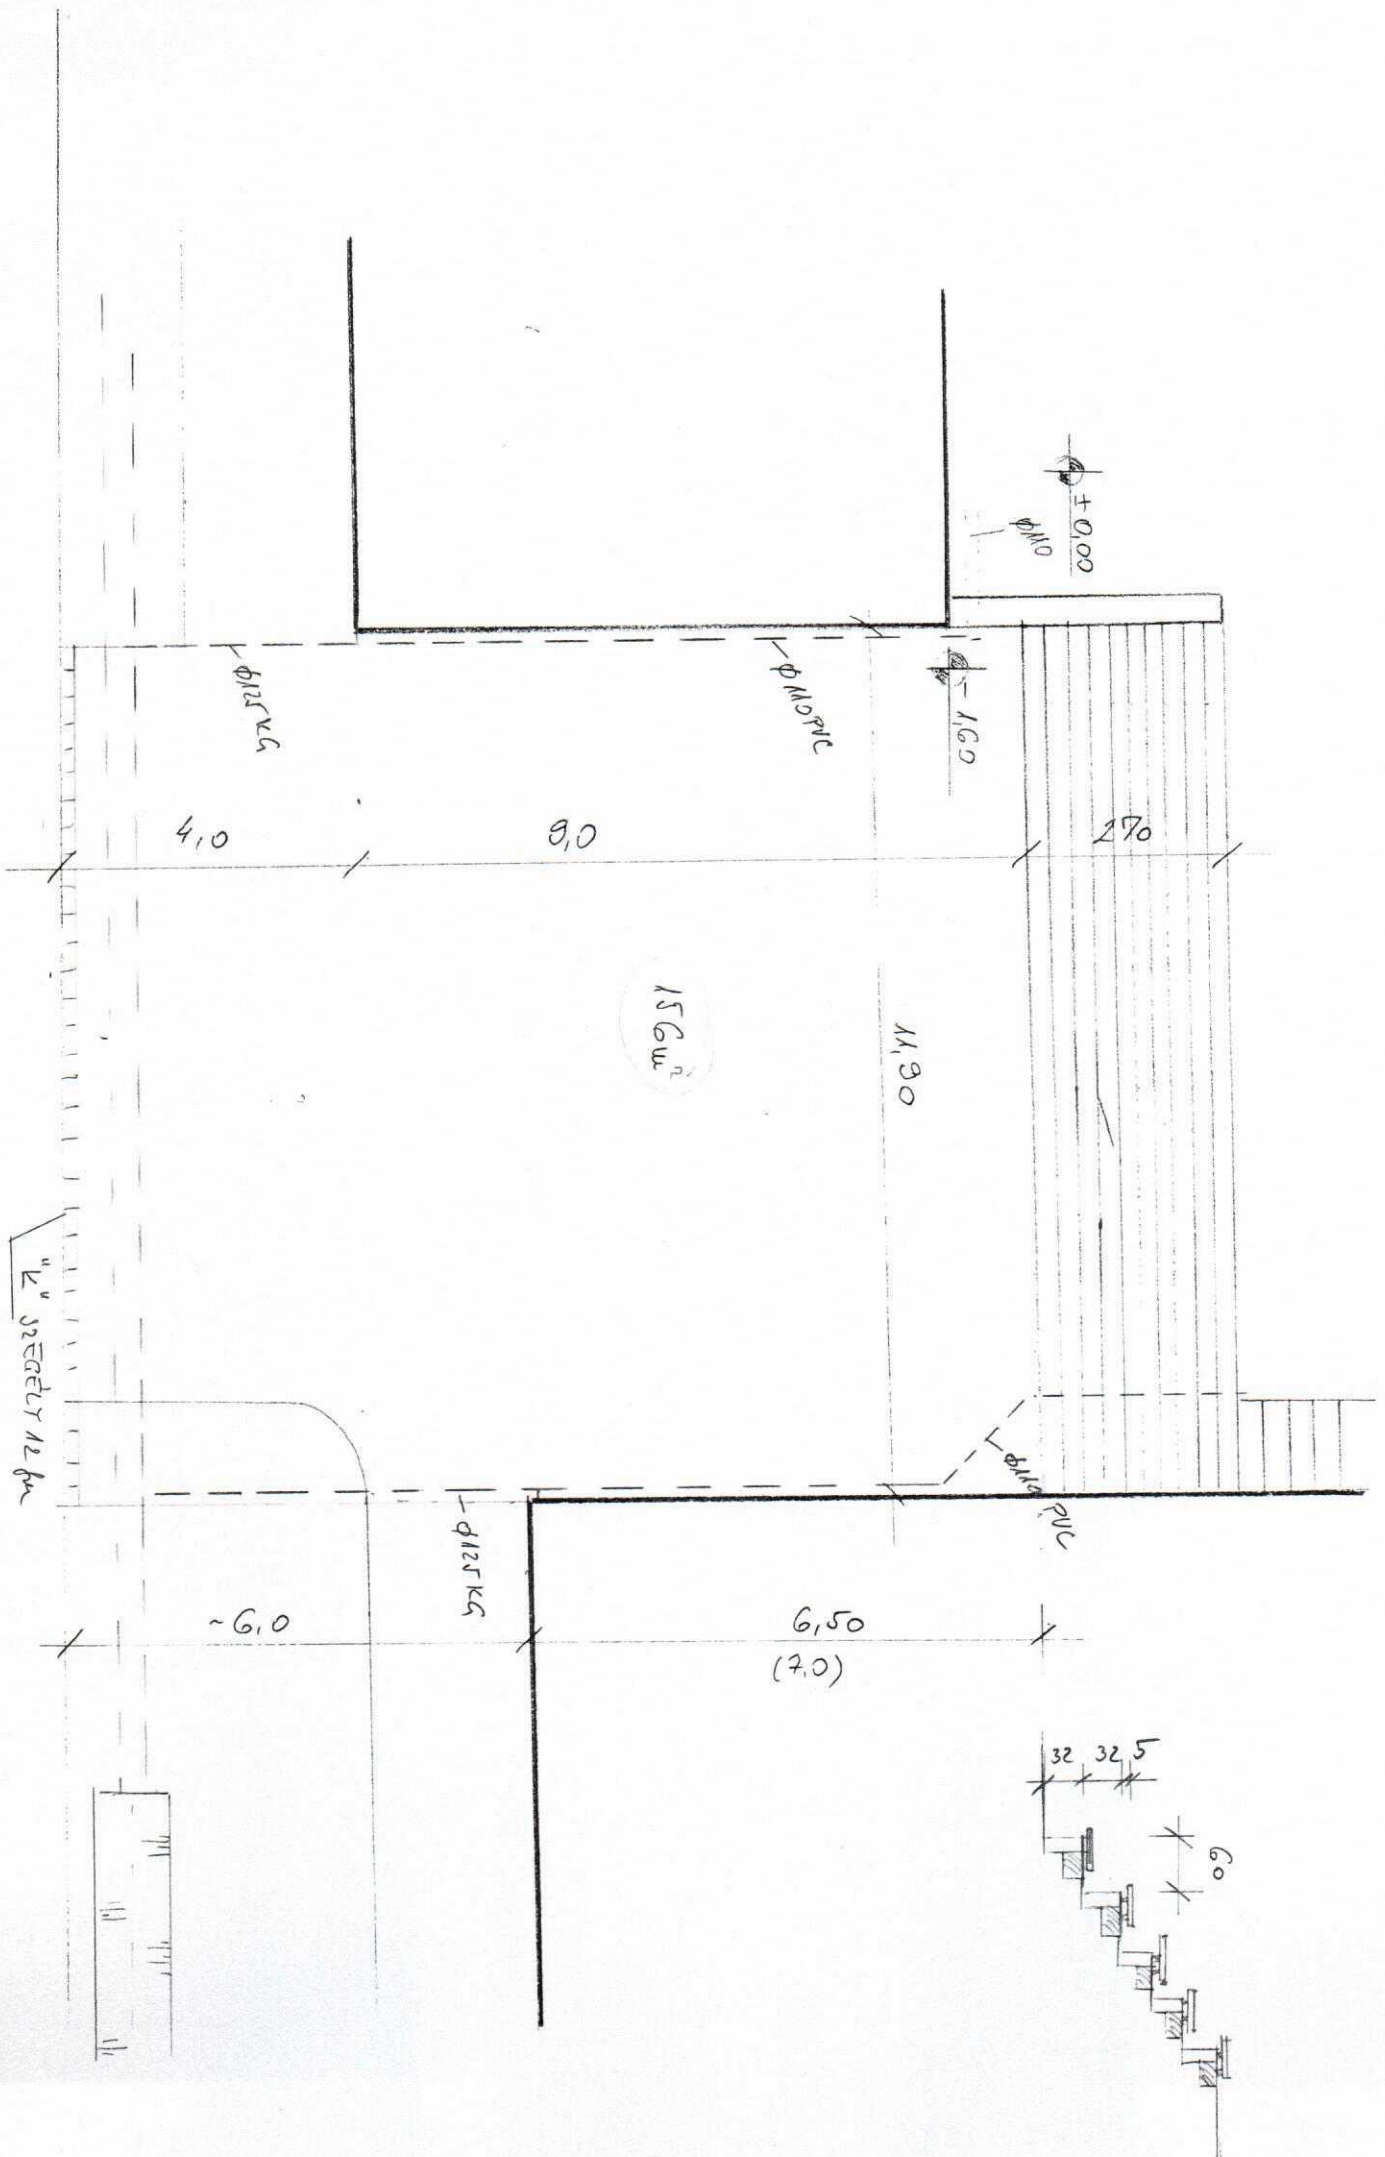 ± 0,00
φ110
-1,60
φ110 PVC
φ125 KG
4,0
9,0
270
156 m²
11,90
"K" SZEGÉLY 12 fm
φ110 PVC
φ125 KG
~6,0
6,50
(7,0)
32
32
5
60